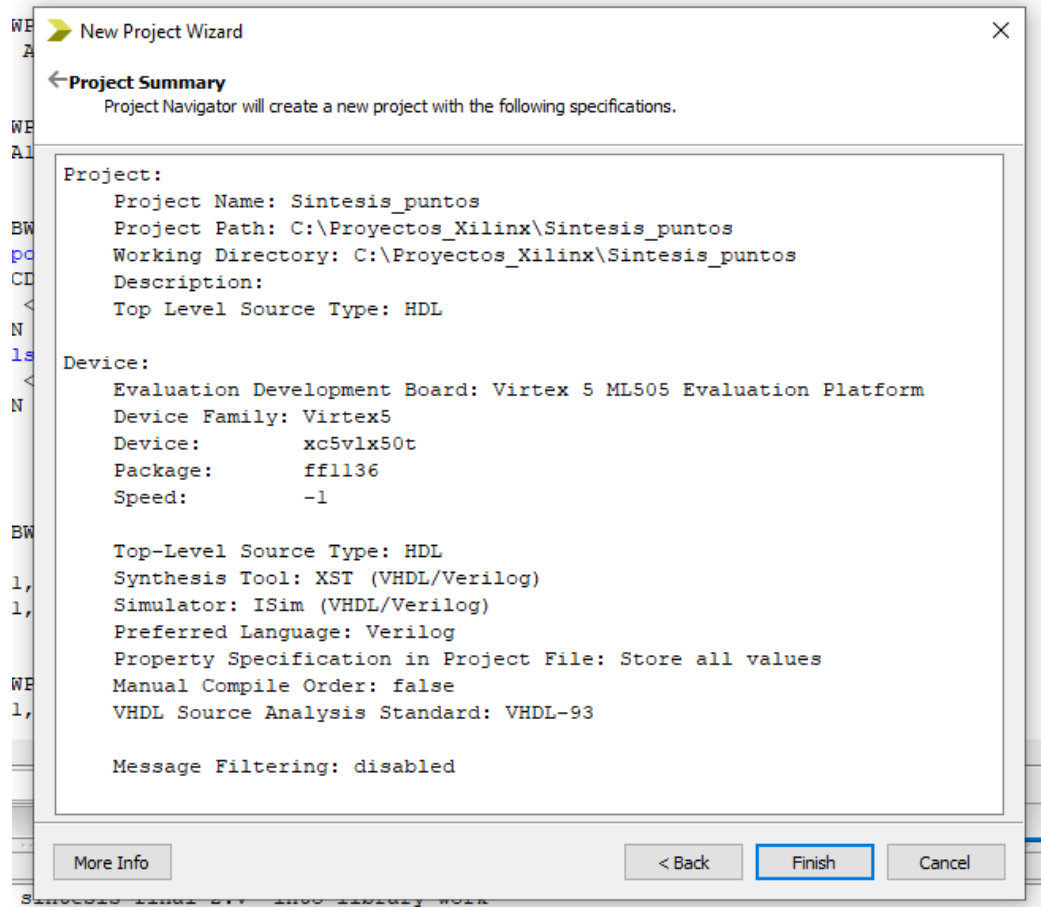 New Project Wizard
Project Summary
Project Navigator will create a new project with the following specifications.
Project:
Project Name: Sintesis_puntos
Project Path: C:\Proyectos_Xilinx\Sintesis_puntos
Working Directory: C:\Proyectos_Xilinx\Sintesis_puntos
Description:
Top Level Source Type: HDL
Device:
Evaluation Development Board: Virtex 5 ML505 Evaluation Platform
Device Family: Virtex5
Device: xc5vlx50t
Package: ff1136
Speed: -1
Top-Level Source Type: HDL
Synthesis Tool: XST (VHDL/Verilog)
Simulator: ISim (VHDL/Verilog)
Preferred Language: Verilog
Property Specification in Project File: Store all values
Manual Compile Order: false
VHDL Source Analysis Standard: VHDL-93
Message Filtering: disabled
More Info
< Back
Finish
Cancel